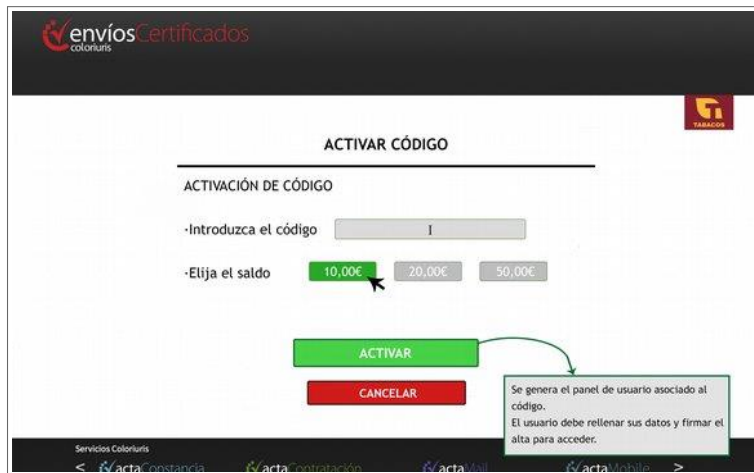 envíosCertificados
coloriuris
TABACOS
ACTIVAR CÓDIGO
ACTIVACIÓN DE CÓDIGO
·Introduzca el código
·Elija el saldo 10,00€ 20,00€ 50,00€
ACTIVAR
CANCELAR
Se genera el panel de usuario asociado al
código.
El usuario debe rellenar sus datos y firmar el
alta para acceder.
Servicios Coloriuris
< actaConstancia actaContratación actaMail actaMobile >